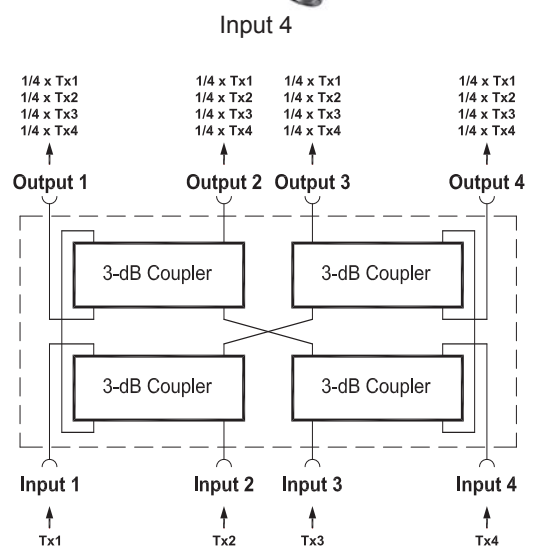 Input 4
1/4 x Tx1 1/4 x Tx1 1/4 x Tx1 1/4 x Tx1
1/4 x Tx2 1/4 x Tx2 1/4 x Tx2 1/4 x Tx2
1/4 x Tx3 1/4 x Tx3 1/4 x Tx3 1/4 x Tx3
1/4 x Tx4 1/4 x Tx4 1/4 x Tx4 1/4 x Tx4
Output 1 Output 2 Output 3 Output 4
3-dB Coupler 3-dB Coupler
3-dB Coupler 3-dB Coupler
Input 1 Input 2 Input 3 Input 4
Tx1 Tx2 Tx3 Tx4